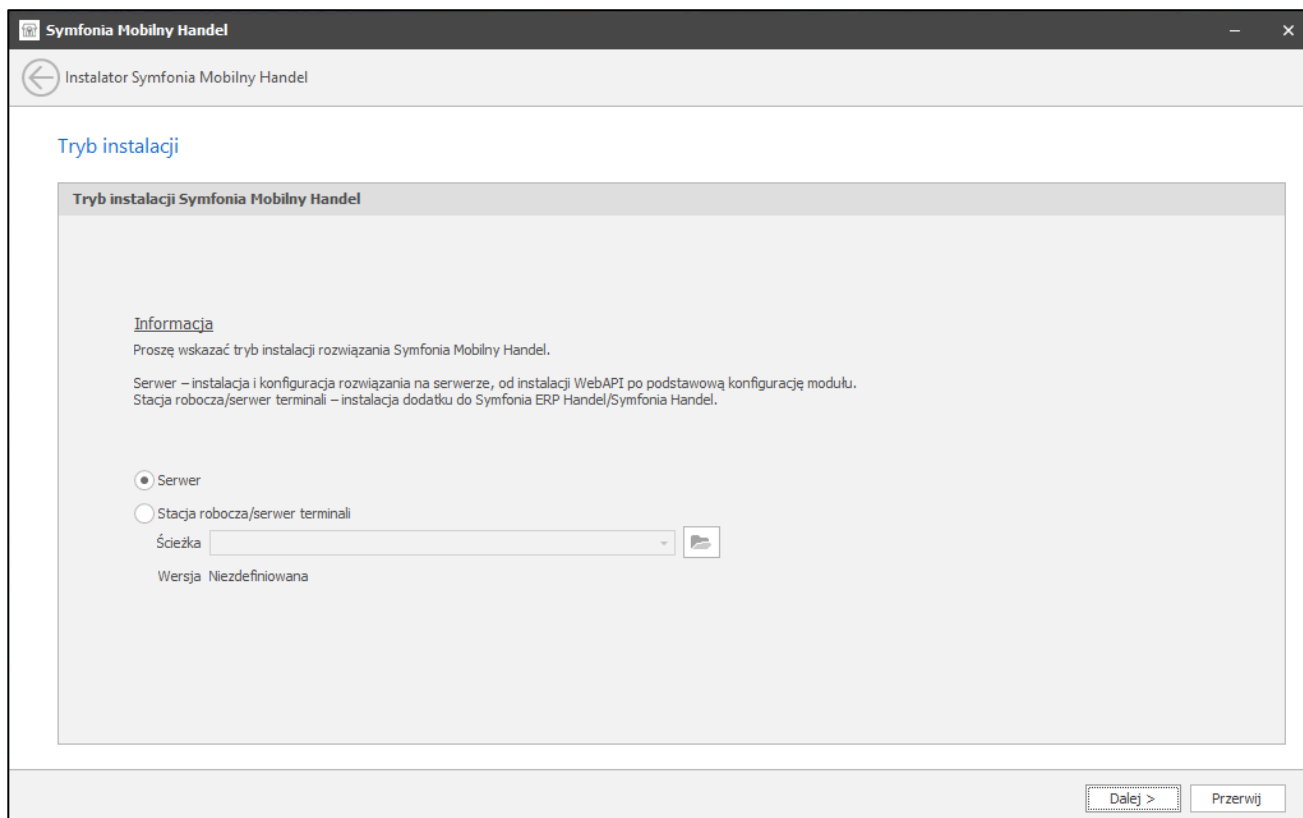 Symfonia Mobilny Handel
Instalator Symfonia Mobilny Handel
Tryb instalacji
Tryb instalacji Symfonia Mobilny Handel
Informacja
Proszę wskazać tryb instalacji rozwiązania Symfonia Mobilny Handel.
Serwer – instalacja i konfiguracja rozwiązania na serwerze, od instalacji WebAPI po podstawową konfigurację modułu.
Stacja robocza/serwer terminali – instalacja dodatku do Symfonia ERP Handel/Symfonia Handel.
Serwer
Stacja robocza/serwer terminali
Ścieżka
Wersja Niezdefiniowana
Dalej > Przerwij